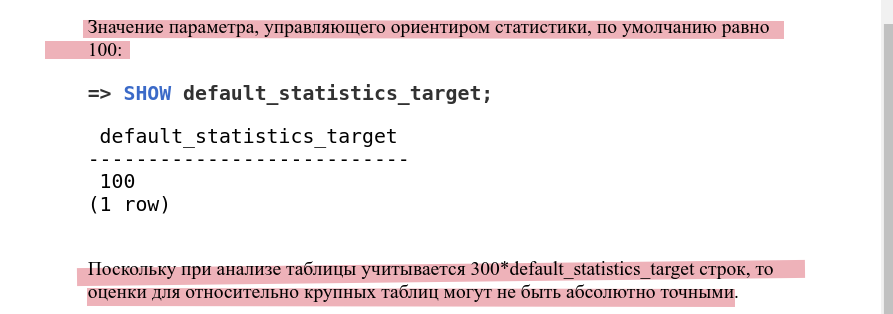 Значение параметра, управляющего ориентиром статистики, по умолчанию равно
100:
=> SHOW default_statistics_target;
default_statistics_target
---------------------------
100
(1 row)
Поскольку при анализе таблицы учитывается 300*default_statistics_target строк, то
оценки для относительно крупных таблиц могут не быть абсолютно точными.